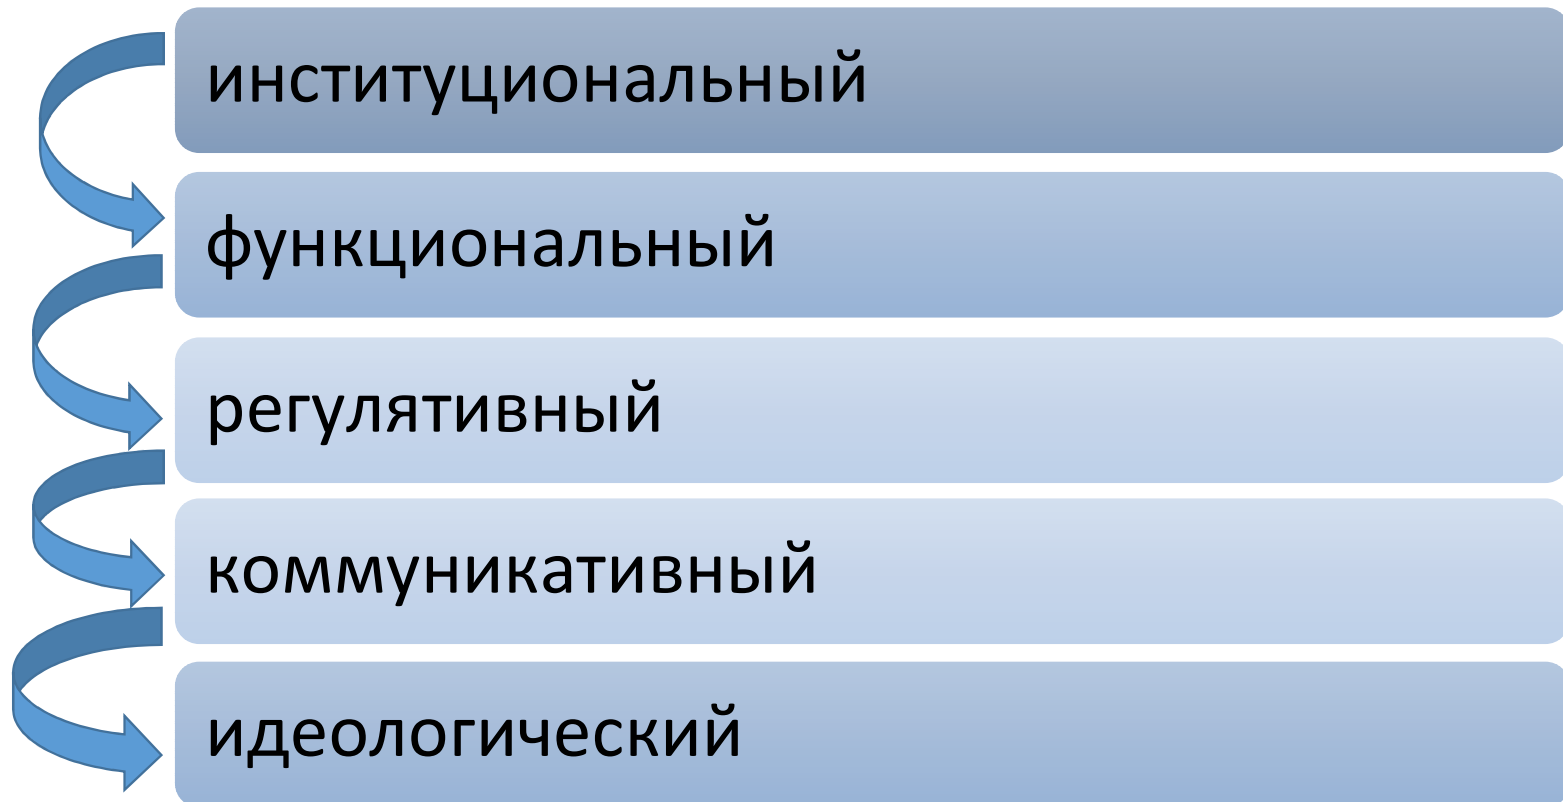 институциональный
функциональный
регулятивный
коммуникативный
идеологический